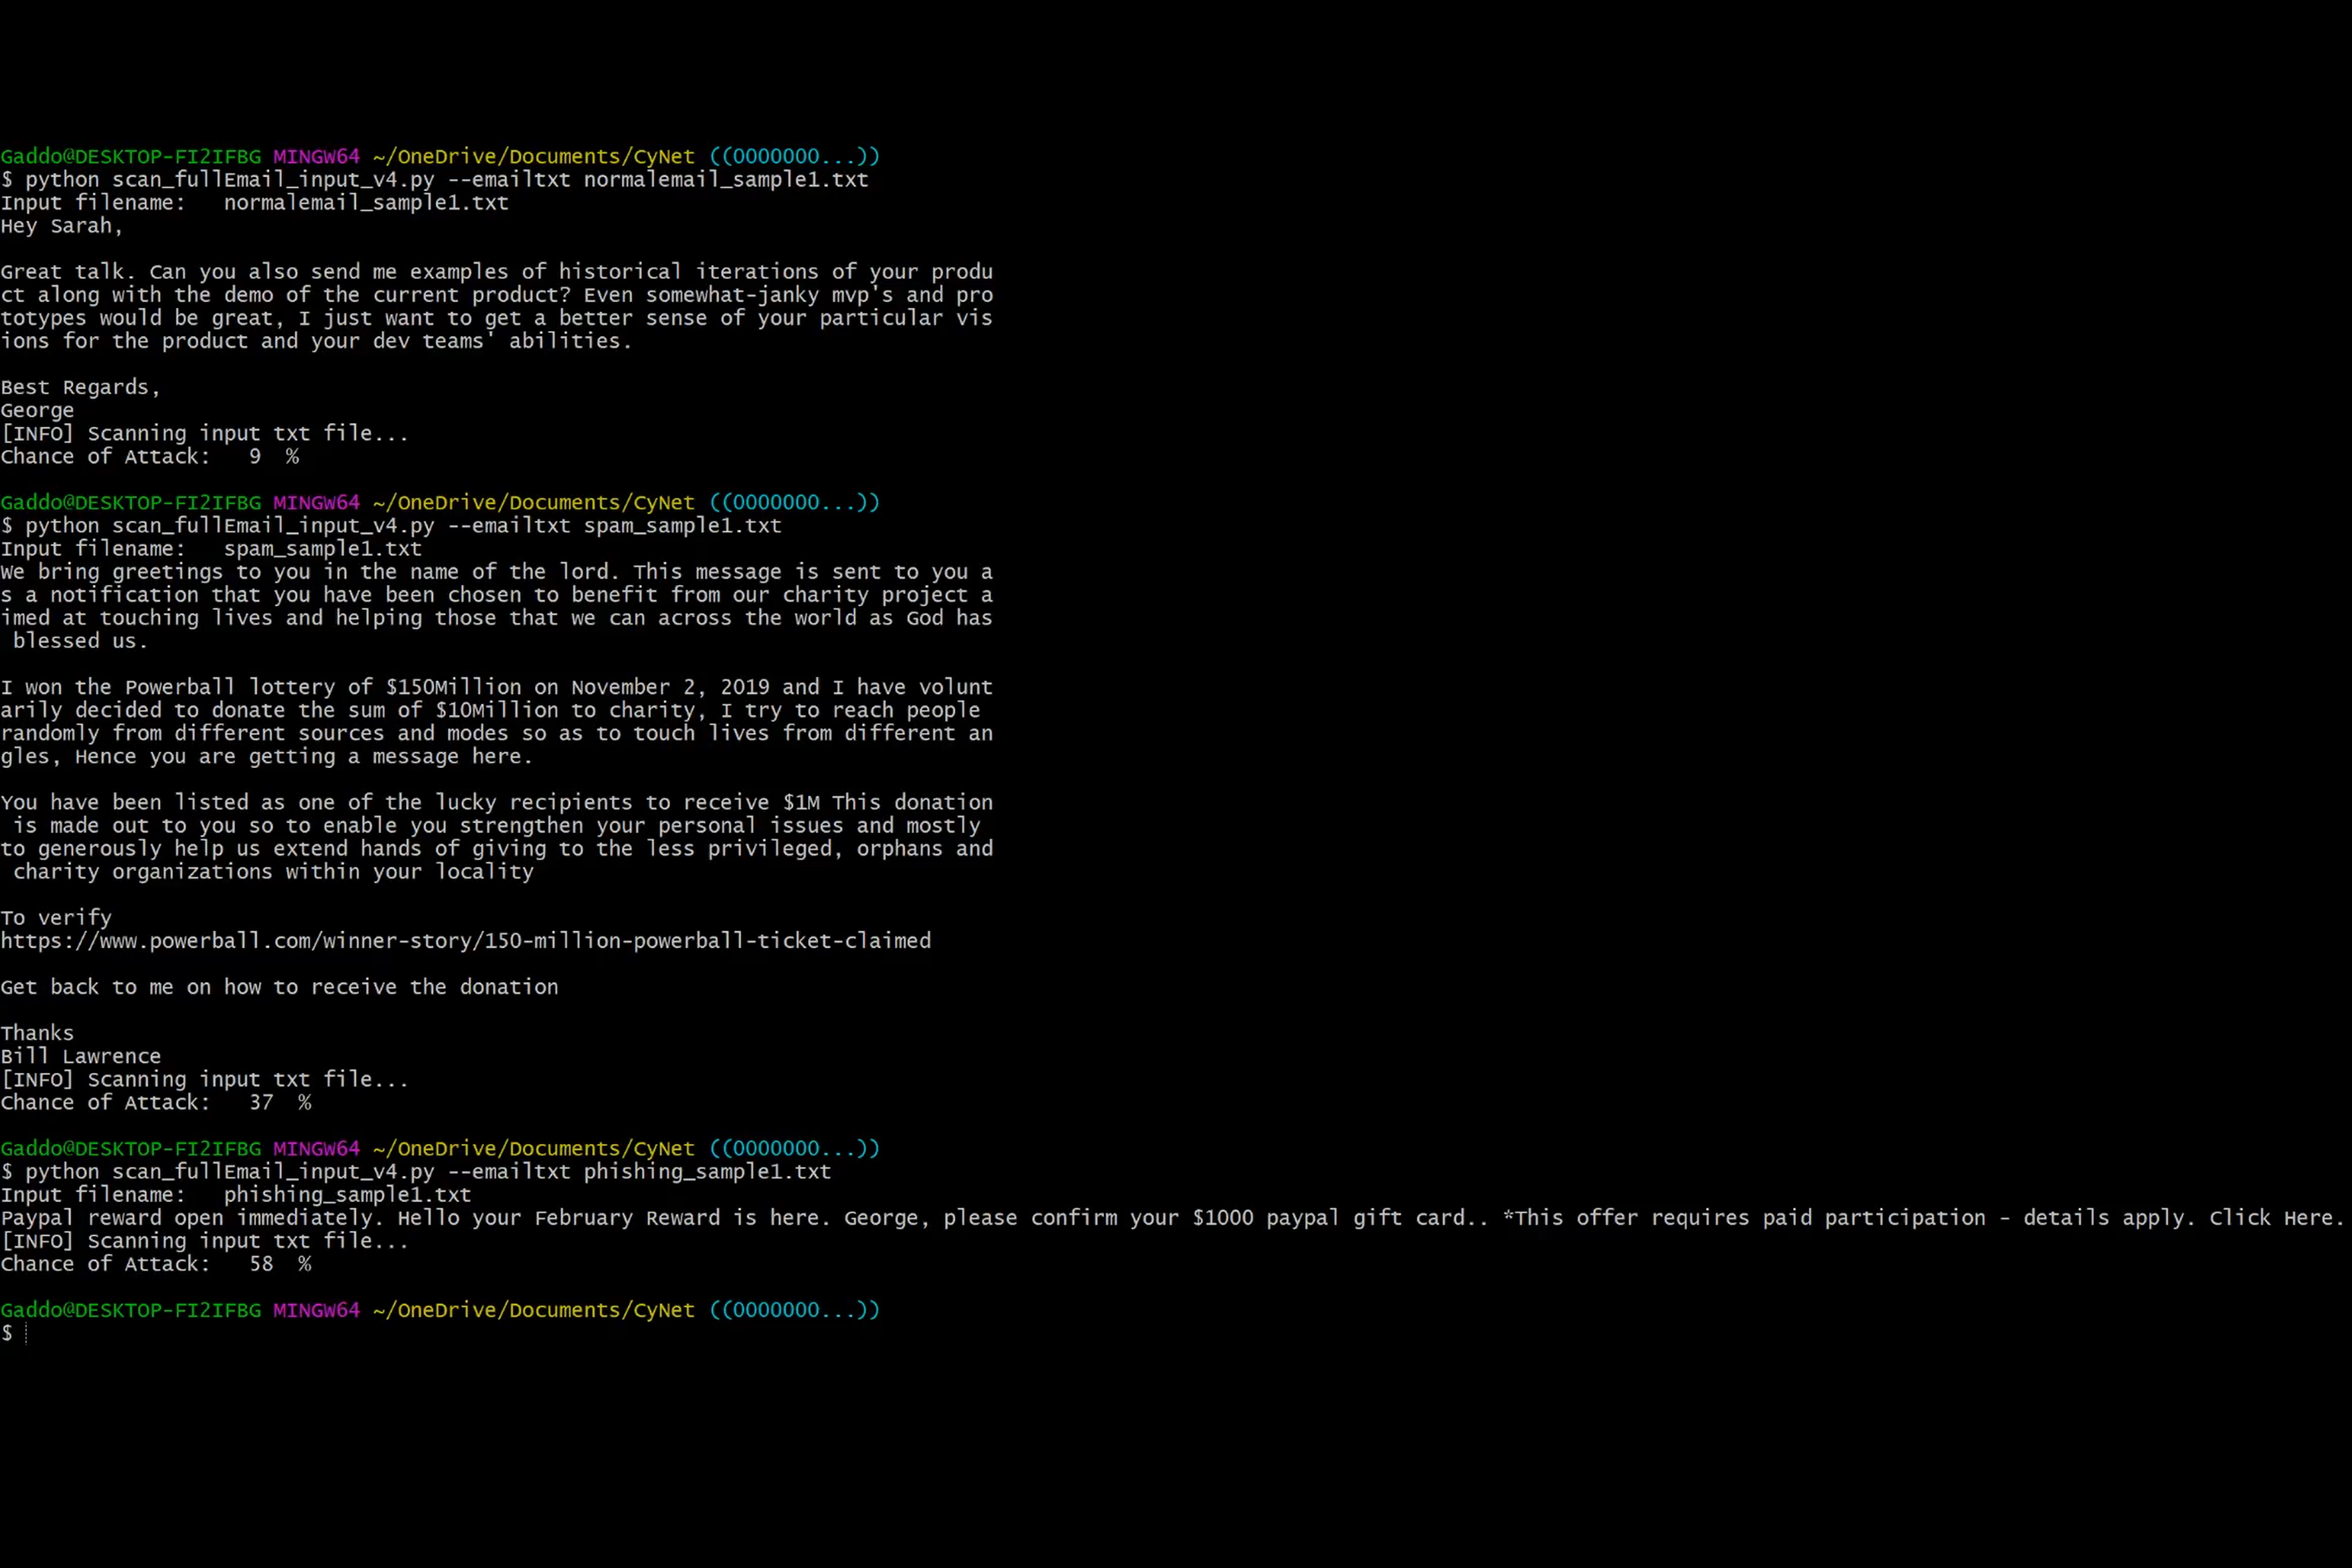 Gaddo@DESKTOP-FI2IFBG MINGW64 ~/OneDrive/Documents/CyNet ((0000000...))
$ python scan_fullEmail_input_v4.py --emailtxt normalemail_sample1.txt
Input filename:   normalemail_sample1.txt
Hey Sarah,

Great talk. Can you also send me examples of historical iterations of your produ
ct along with the demo of the current product? Even somewhat-janky mvp's and pro
totypes would be great, I just want to get a better sense of your particular vis
ions for the product and your dev teams' abilities.

Best Regards,
George
[INFO] Scanning input txt file...
Chance of Attack:   9  %

Gaddo@DESKTOP-FI2IFBG MINGW64 ~/OneDrive/Documents/CyNet ((0000000...))
$ python scan_fullEmail_input_v4.py --emailtxt spam_sample1.txt
Input filename:   spam_sample1.txt
We bring greetings to you in the name of the lord. This message is sent to you a
s a notification that you have been chosen to benefit from our charity project a
imed at touching lives and helping those that we can across the world as God has
 blessed us.

I won the Powerball lottery of $150Million on November 2, 2019 and I have volunt
arily decided to donate the sum of $10Million to charity, I try to reach people
randomly from different sources and modes so as to touch lives from different an
gles, Hence you are getting a message here.

You have been listed as one of the lucky recipients to receive $1M This donation
 is made out to you so to enable you strengthen your personal issues and mostly
to generously help us extend hands of giving to the less privileged, orphans and
 charity organizations within your locality

To verify
https://www.powerball.com/winner-story/150-million-powerball-ticket-claimed

Get back to me on how to receive the donation

Thanks
Bill Lawrence
[INFO] Scanning input txt file...
Chance of Attack:   37  %

Gaddo@DESKTOP-FI2IFBG MINGW64 ~/OneDrive/Documents/CyNet ((0000000...))
$ python scan_fullEmail_input_v4.py --emailtxt phishing_sample1.txt
Input filename:   phishing_sample1.txt
Paypal reward open immediately. Hello your February Reward is here. George, please confirm your $1000 paypal gift card.. *This offer requires paid participation - details apply. Click Here.
[INFO] Scanning input txt file...
Chance of Attack:   58  %

Gaddo@DESKTOP-FI2IFBG MINGW64 ~/OneDrive/Documents/CyNet ((0000000...))
$